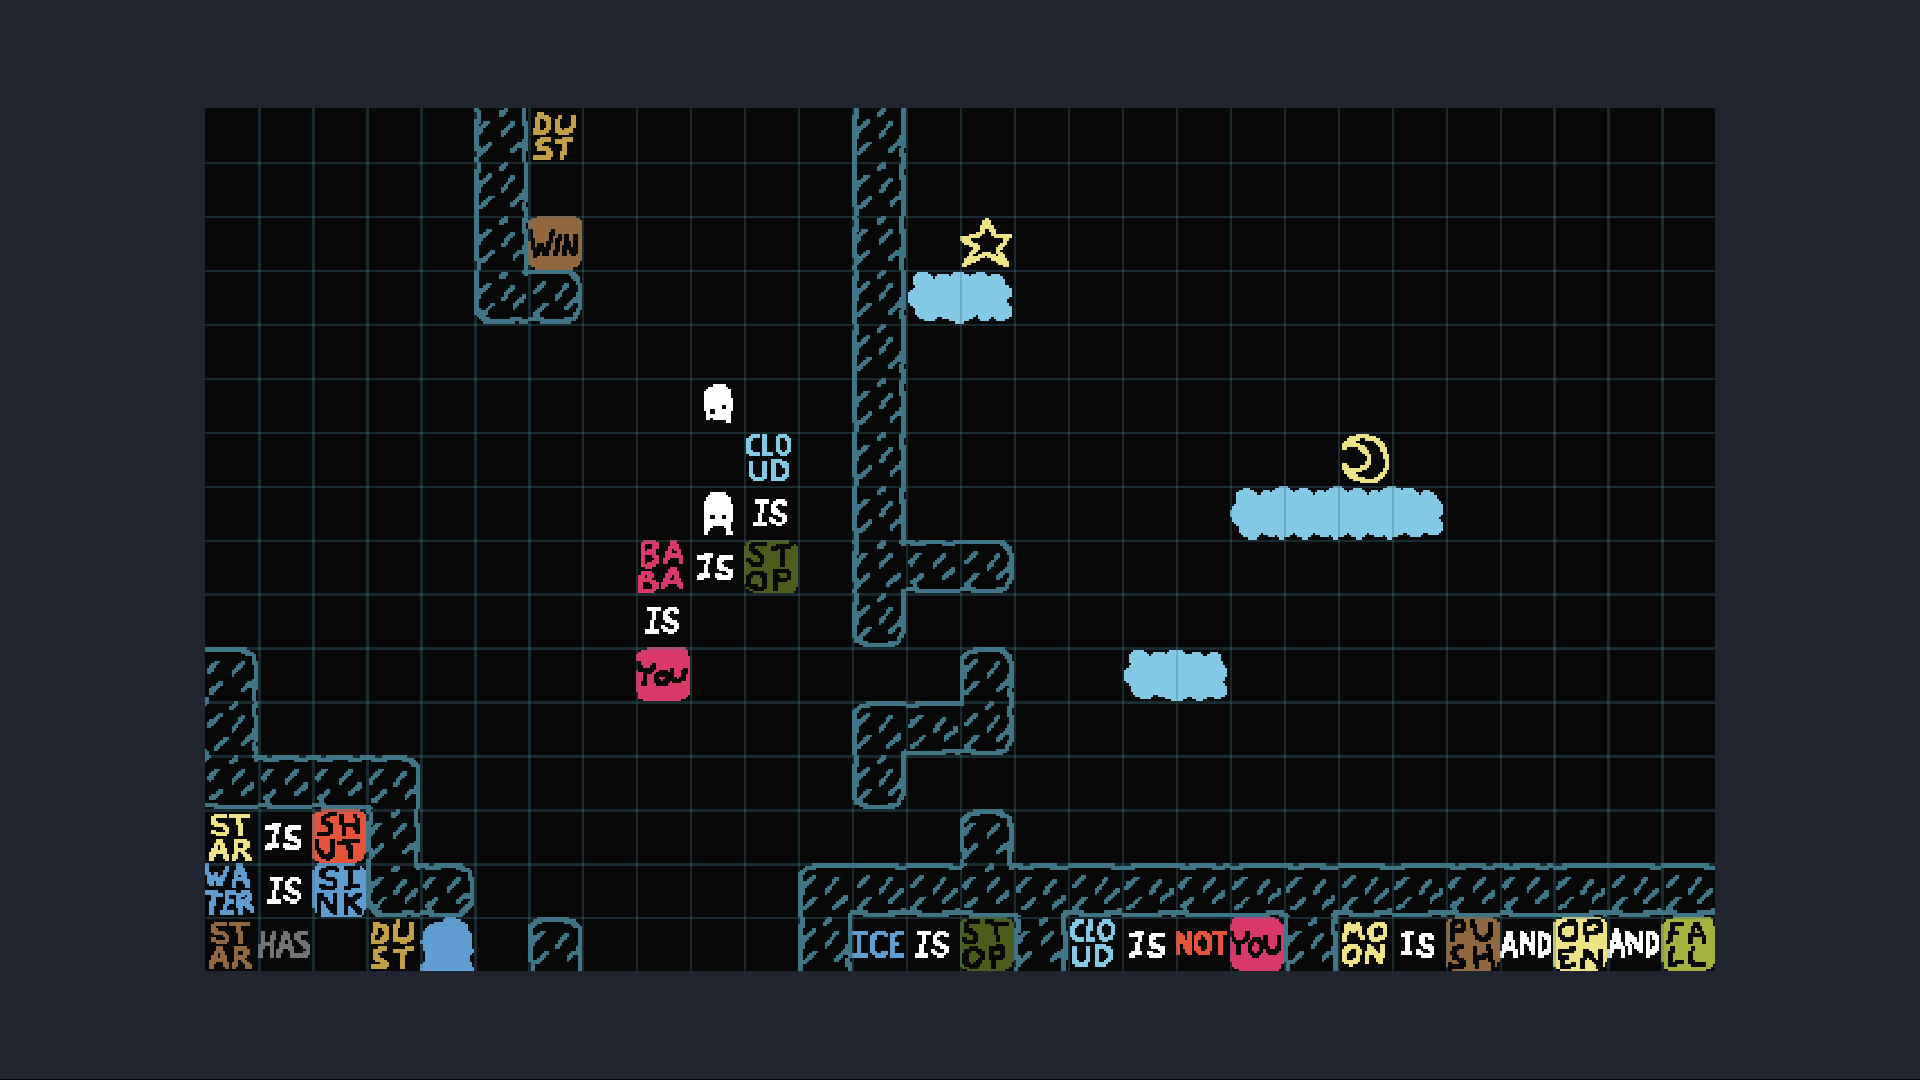 DUST
WIN
CLOUD
IS
BABA IS STOP
IS
YOU
STAR IS SHUT
WATER IS SINK
STAR HAS DUST ICE IS STOP CLOUD IS NOT YOU MOON IS PUSH AND OPEN AND FALL